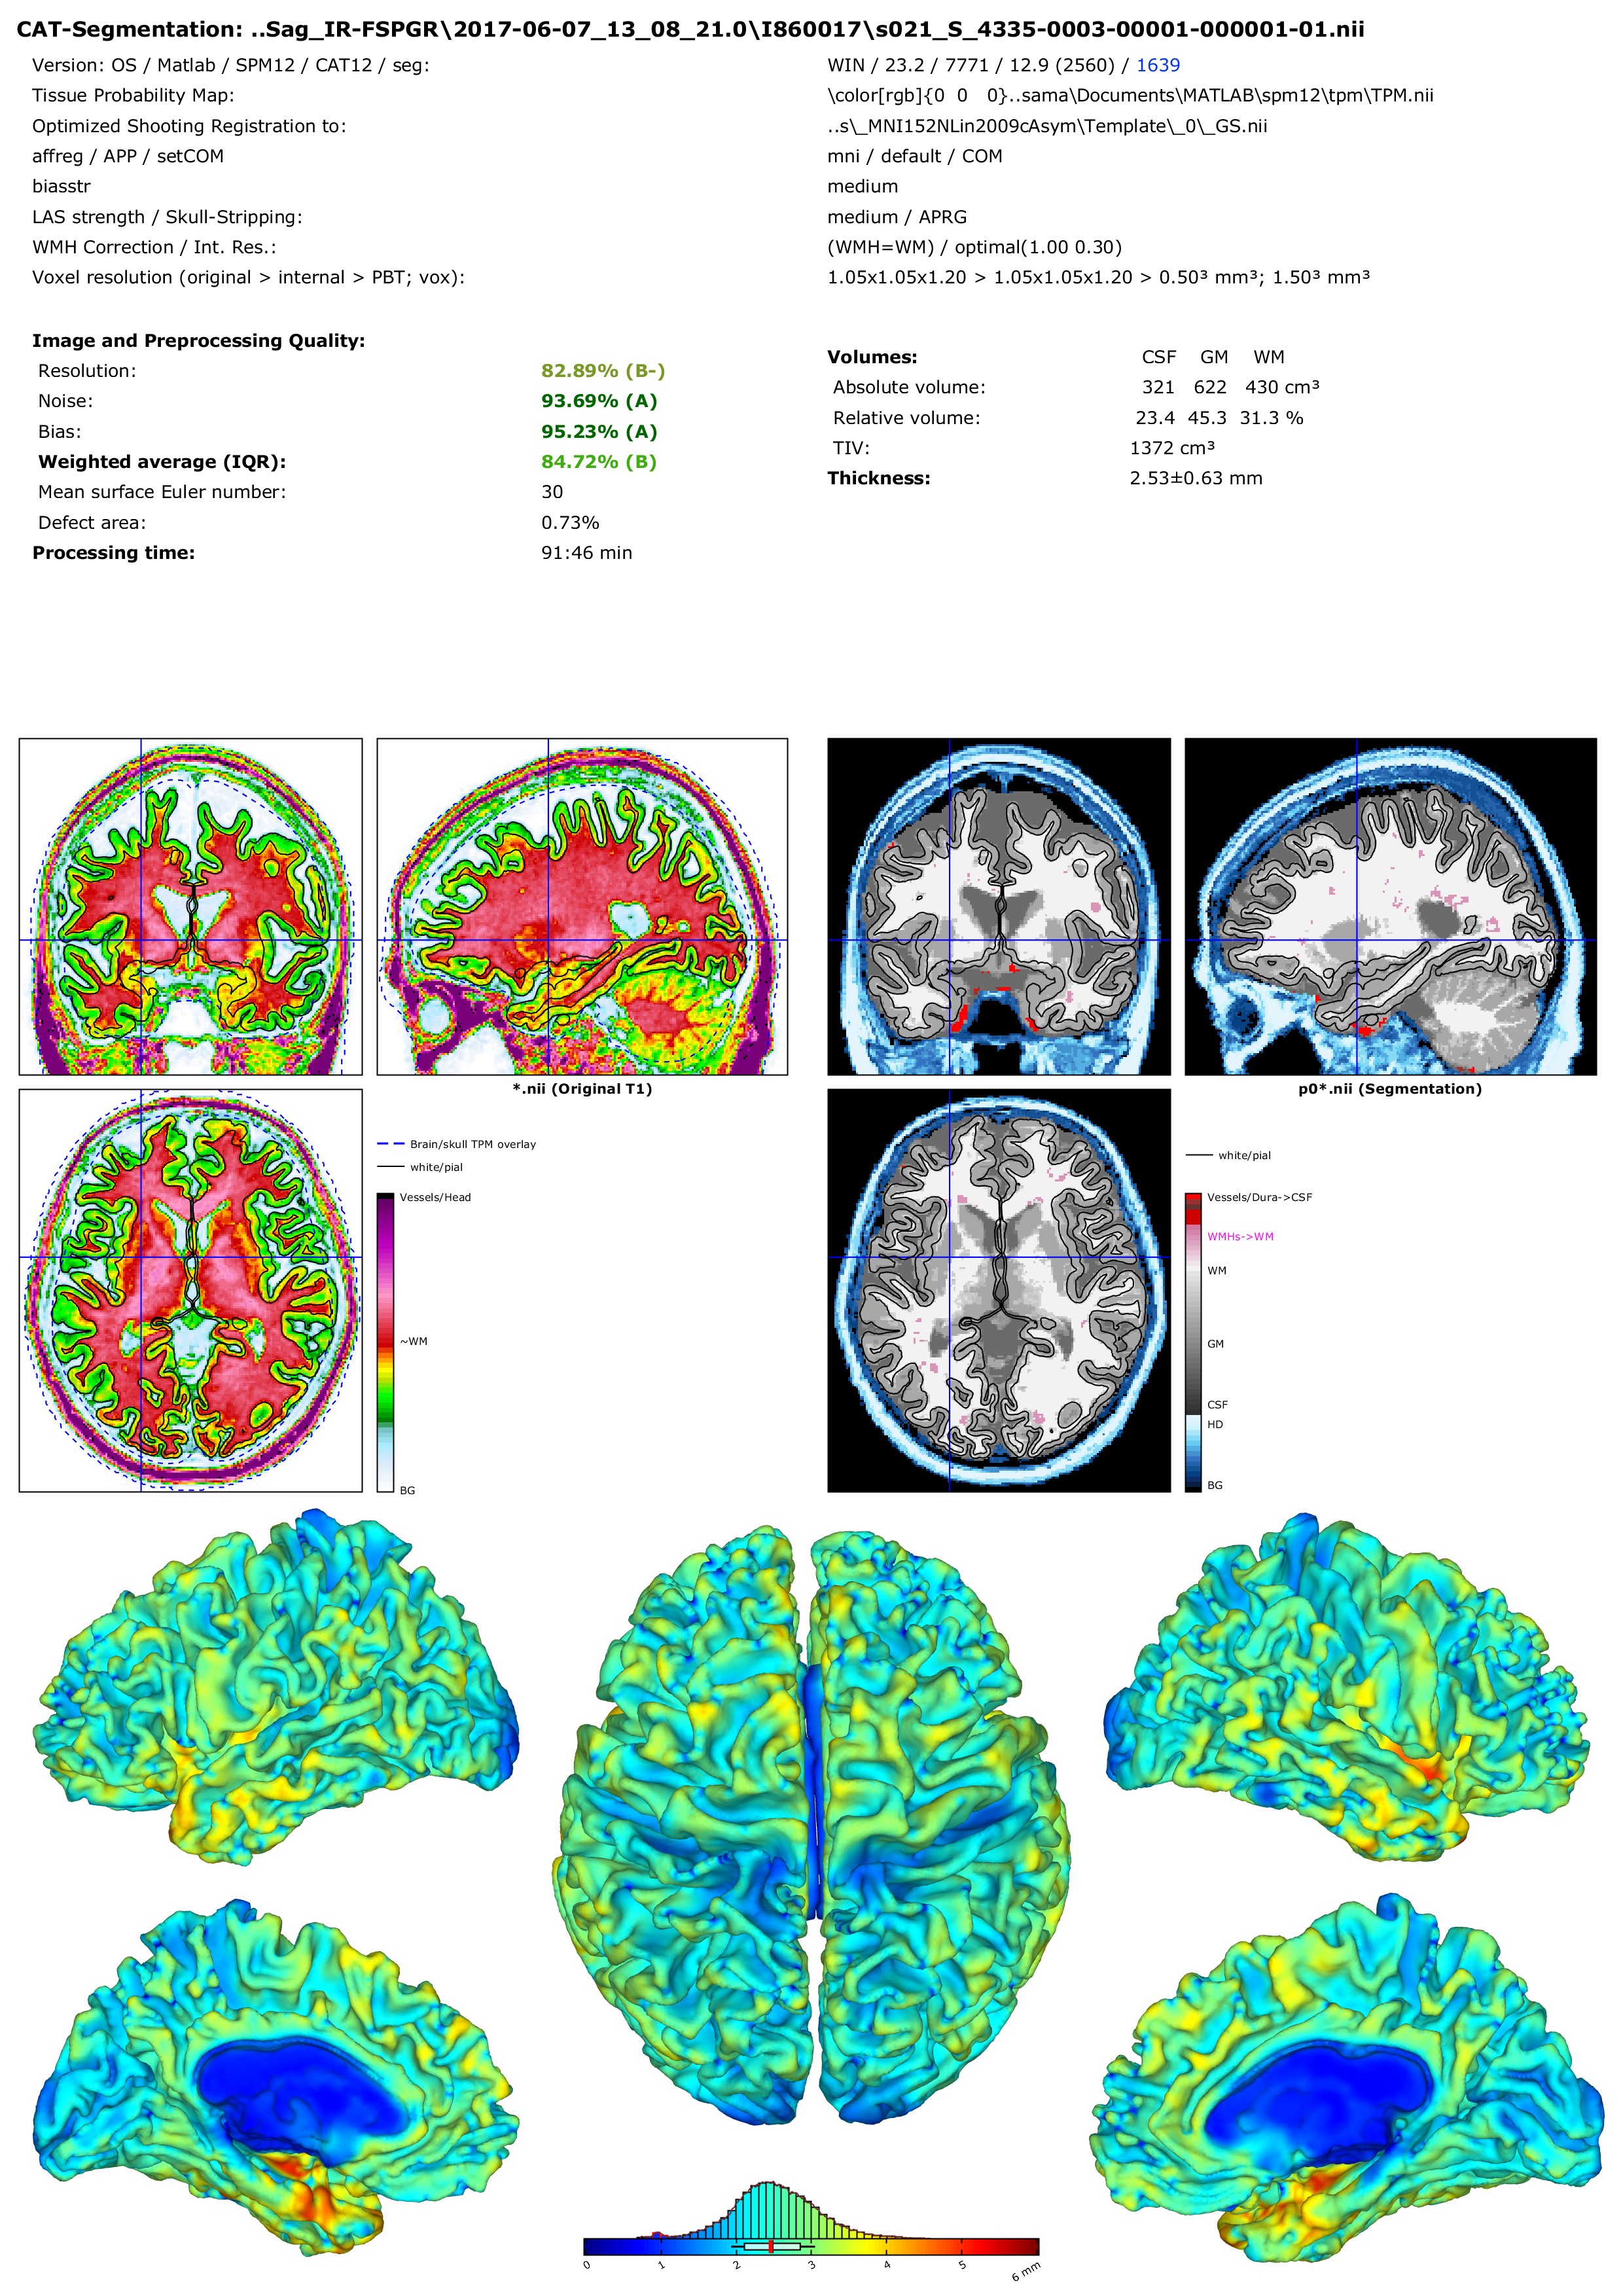 CAT-Segmentation: ..Sag_IR-FSPGR\2017-06-07_13_08_21.0\I860017\s021_S_4335-0003-00001-000001-01.nii
Version: OS / Matlab / SPM12 / CAT12 / seg: WIN / 23.2 / 7771 / 12.9 (2560) / 1639
Tissue Probability Map: \color[rgb]{0 0 0}..sama\Documents\MATLAB\spm12\tpm\TPM.nii
Optimized Shooting Registration to: ..s\_MNI152NLin2009cAsym\Template\_0\_GS.nii
affreg / APP / setCOM mni / default / COM
biasstr medium
LAS strength / Skull-Stripping: medium / APRG
WMH Correction / Int. Res.: (WMH=WM) / optimal(1.00 0.30)
Voxel resolution (original > internal > PBT; vox): 1.05x1.05x1.20 > 1.05x1.05x1.20 > 0.50³ mm³; 1.50³ mm³
Image and Preprocessing Quality:
Resolution: 82.89% (B-)
Noise: 93.69% (A)
Bias: 95.23% (A)
Weighted average (IQR): 84.72% (B)
Mean surface Euler number: 30
Defect area: 0.73%
Processing time: 91:46 min
Volumes: CSF GM WM
Absolute volume: 321 622 430 cm³
Relative volume: 23.4 45.3 31.3 %
TIV: 1372 cm³
Thickness: 2.53±0.63 mm
*.nii (Original T1)
Brain/skull TPM overlay
white/pial
Vessels/Head
~WM
BG
p0*.nii (Segmentation)
white/pial
Vessels/Dura->CSF
WMHs->WM
WM
GM
CSF
HD
BG
0 1 2 3 4 5 6 mm